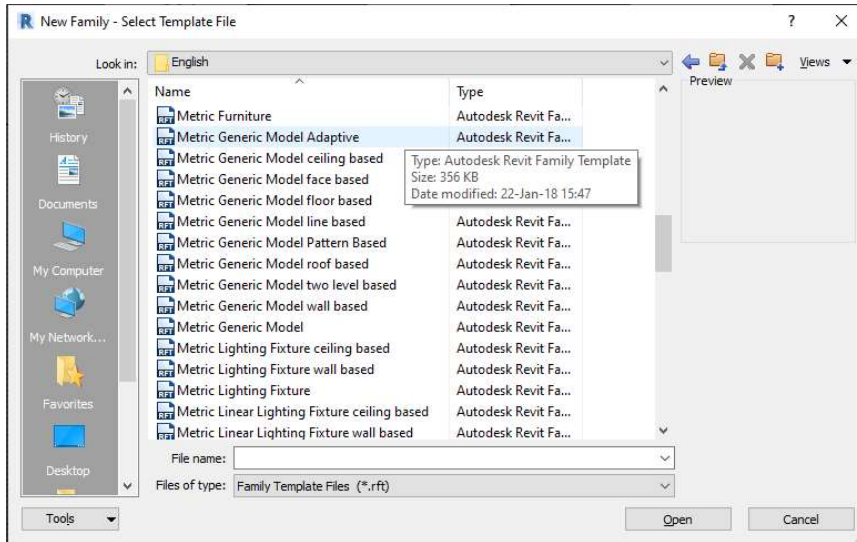 New Family - Select Template File
Look in: English Views
Name Type Preview
Metric Furniture Autodesk Revit Fa...
Metric Generic Model Adaptive Autodesk Revit Fa...
Metric Generic Model ceiling based
Metric Generic Model face based
Metric Generic Model floor based
Metric Generic Model line based Autodesk Revit Fa...
Metric Generic Model Pattern Based Autodesk Revit Fa...
Metric Generic Model roof based Autodesk Revit Fa...
Metric Generic Model two level based Autodesk Revit Fa...
Metric Generic Model wall based Autodesk Revit Fa...
Metric Generic Model Autodesk Revit Fa...
Metric Lighting Fixture ceiling based Autodesk Revit Fa...
Metric Lighting Fixture wall based Autodesk Revit Fa...
Metric Lighting Fixture Autodesk Revit Fa...
Metric Linear Lighting Fixture ceiling based Autodesk Revit Fa...
Metric Linear Lighting Fixture wall based Autodesk Revit Fa...
Type: Autodesk Revit Family Template
Size: 356 KB
Date modified: 22-Jan-18 15:47
History
Documents
My Computer
My Network...
Favorites
Desktop
File name:
Files of type: Family Template Files (*.rft)
Tools Open Cancel